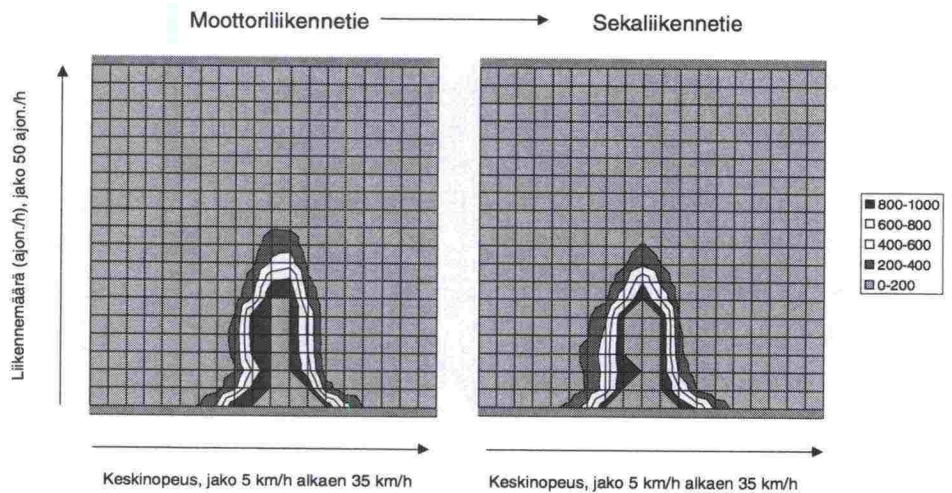 Moottoriliikennetie
Sekaliikennetie
Liikennemäärä (ajon./h), jako 50 ajon./h
800-1000
600-800
400-600
200-400
0-200
Keskinopeus, jako 5 km/h alkaen 35 km/h
Keskinopeus, jako 5 km/h alkaen 35 km/h